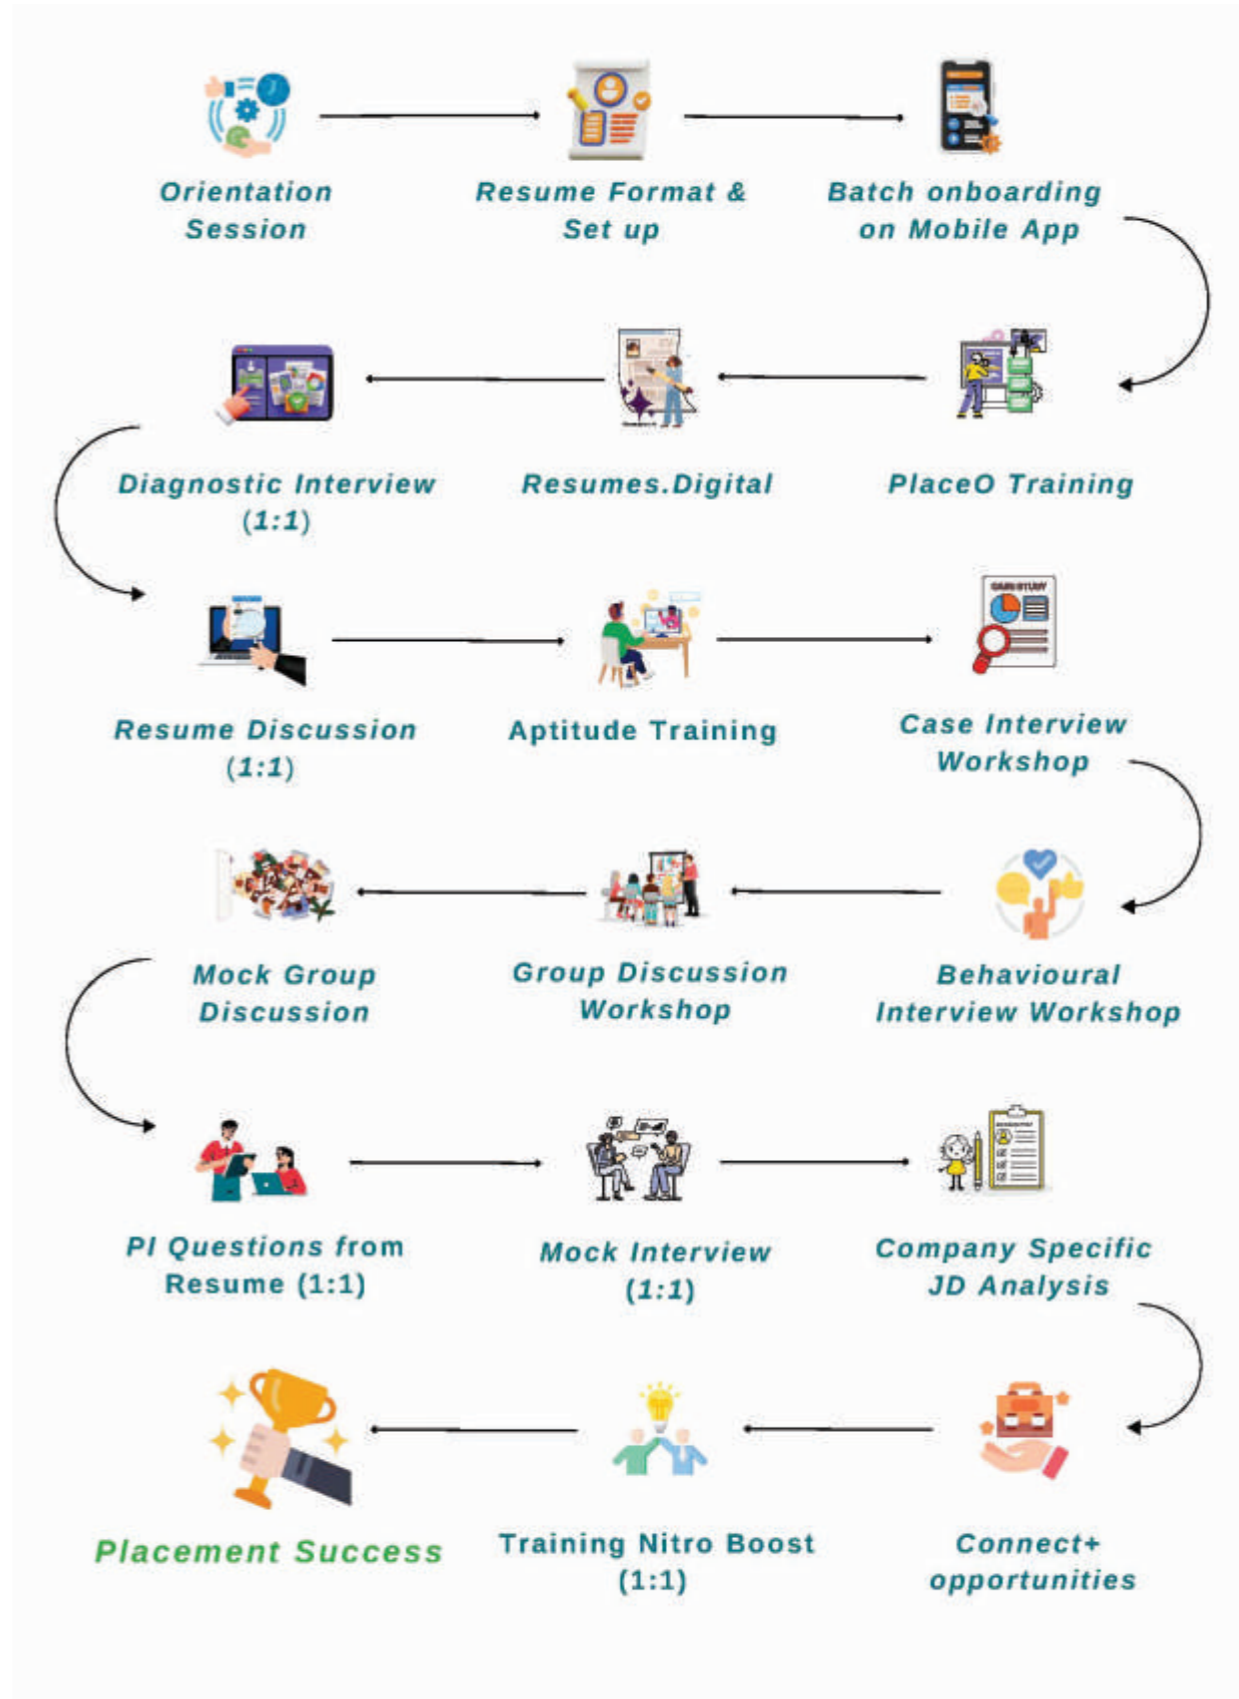 Orientation
Session
Resume Format &
Set up
Batch onboarding
on Mobile App
PlaceO Training
Resumes.Digital
Diagnostic Interview
(1:1)
Resume Discussion
(1:1)
Aptitude Training
CASE STUDY
Case Interview
Workshop
Behavioural
Interview Workshop
Group Discussion
Workshop
Mock Group
Discussion
PI Questions from
Resume (1:1)
Mock Interview
(1:1)
Company Specific
JD Analysis
Connect+
opportunities
Training Nitro Boost
(1:1)
Placement Success